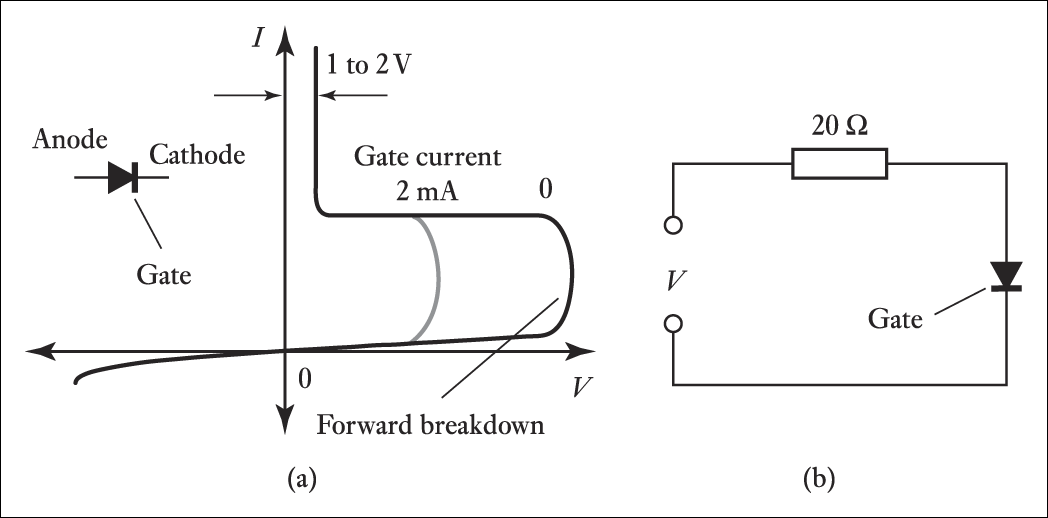 I
1 to 2 V
Anode
Cathode
Gate
Gate current
2 mA
0
0
V
Forward breakdown
(a)
20 Ω
V
Gate
(b)